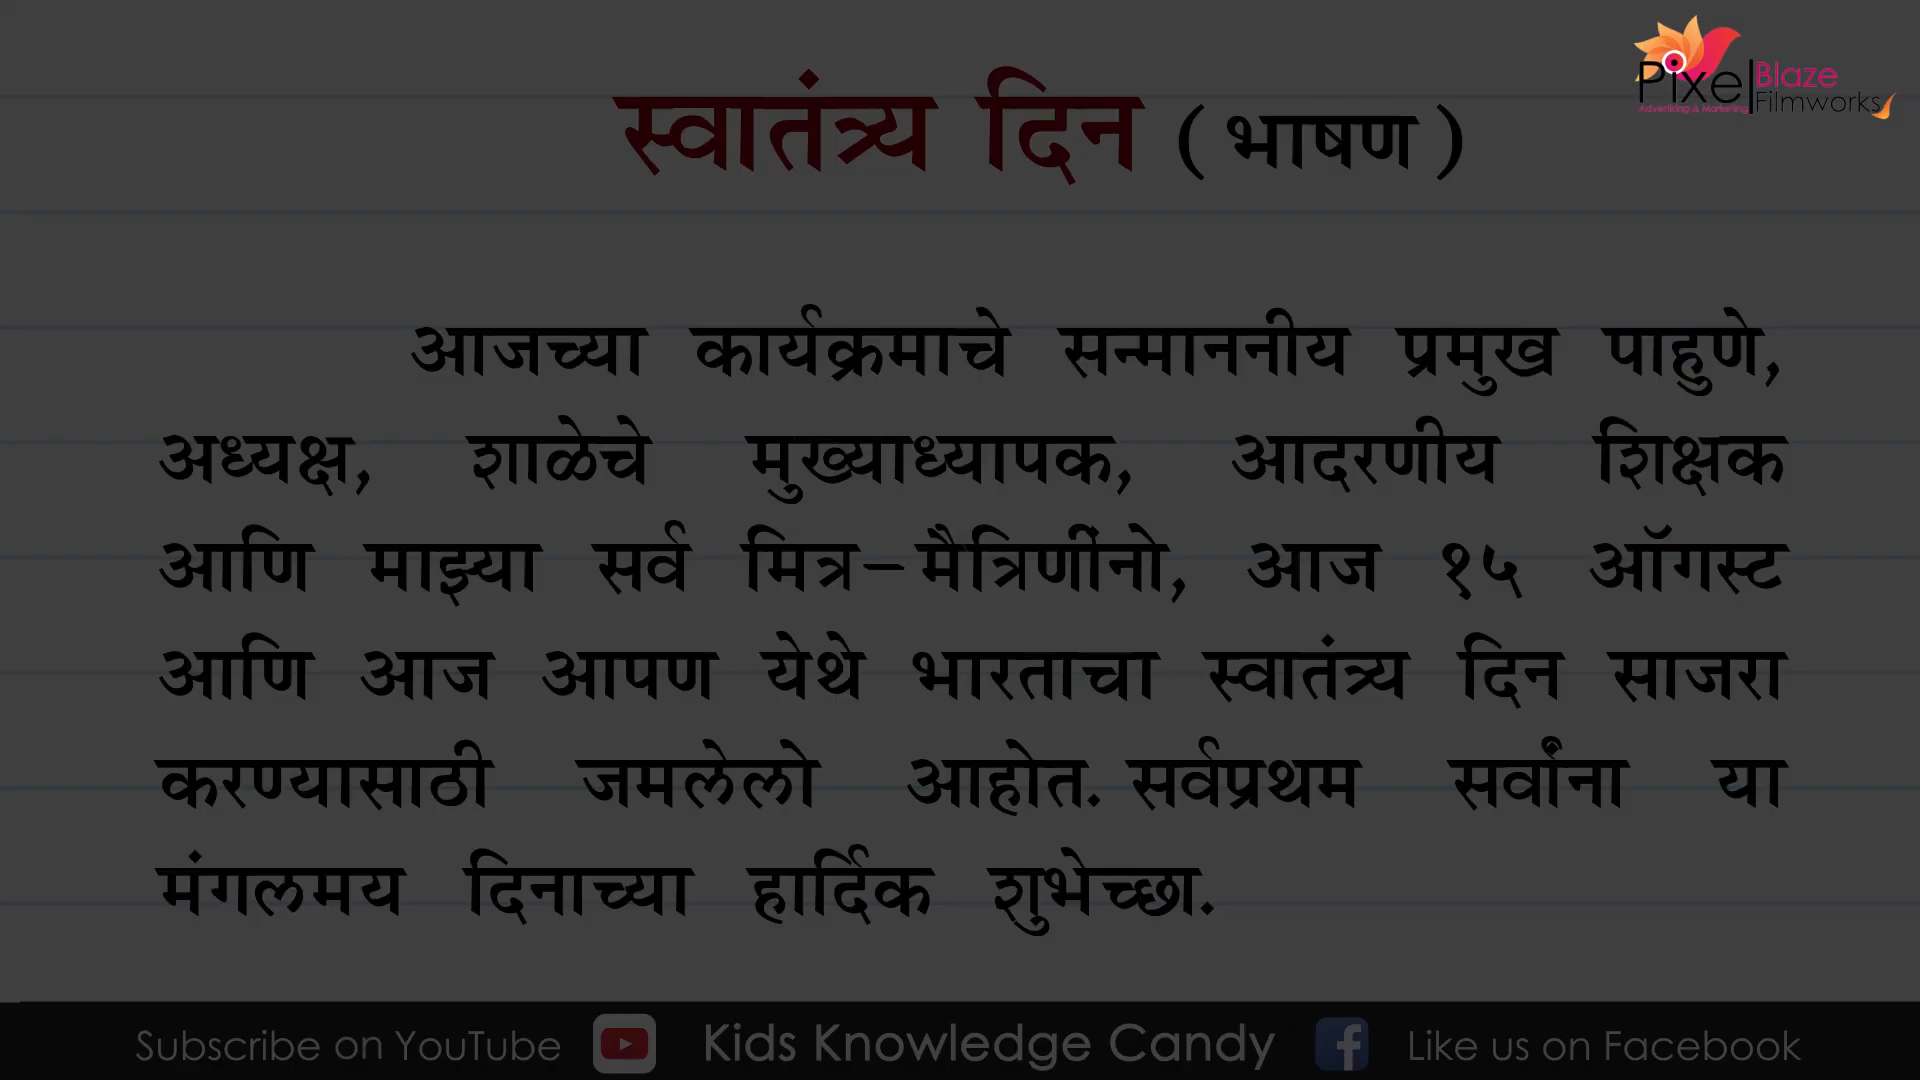 Pixel Blaze Filmworks
Advertising & Marketing
स्वातंत्र्य दिन ( भाषण )
आजच्या कार्यक्रमाचे सन्माननीय प्रमुख पाहुणे,
अध्यक्ष, शाळेचे मुख्याध्यापक, आदरणीय शिक्षक
आणि माझ्या सर्व मित्र-मैत्रिणींनो, आज १५ ऑगस्ट
आणि आज आपण येथे भारताचा स्वातंत्र्य दिन साजरा
करण्यासाठी जमलेलो आहोत. सर्वप्रथम सर्वांना या
मंगलमय दिनाच्या हार्दिक शुभेच्छा.
Subscribe on YouTube Kids Knowledge Candy f Like us on Facebook